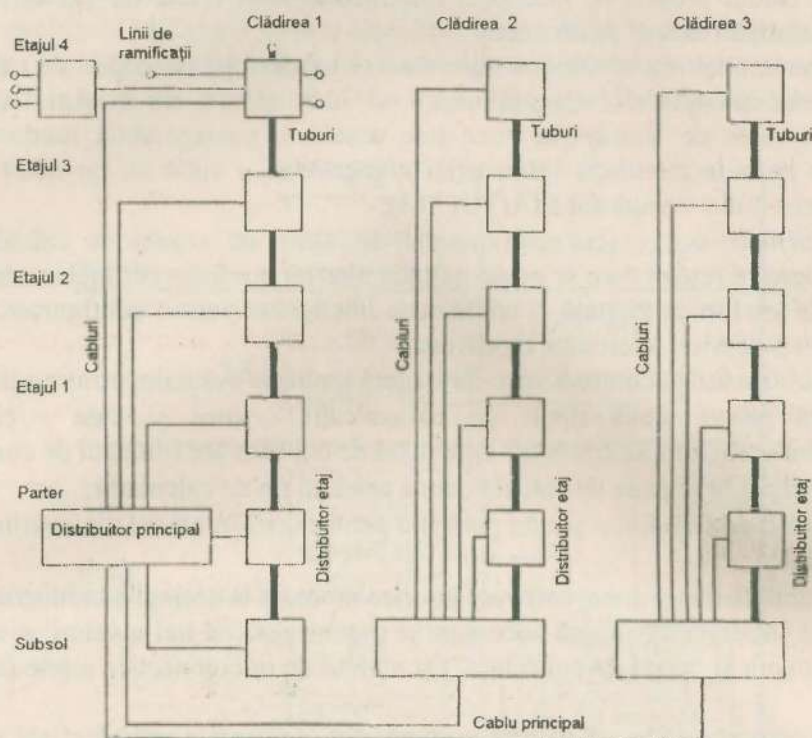 Clădirea 1
Clădirea 2
Clădirea 3
Etajul 4
Linii de
ramificații
Tuburi
Tuburi
Tuburi
Etajul 3
Etajul 2
Cabluri
Cabluri
Cabluri
Etajul 1
Parter
Distribuitor principal
Distribuitor etaj
Distribuitor etaj
Distribuitor etaj
Subsol
Cablu principal